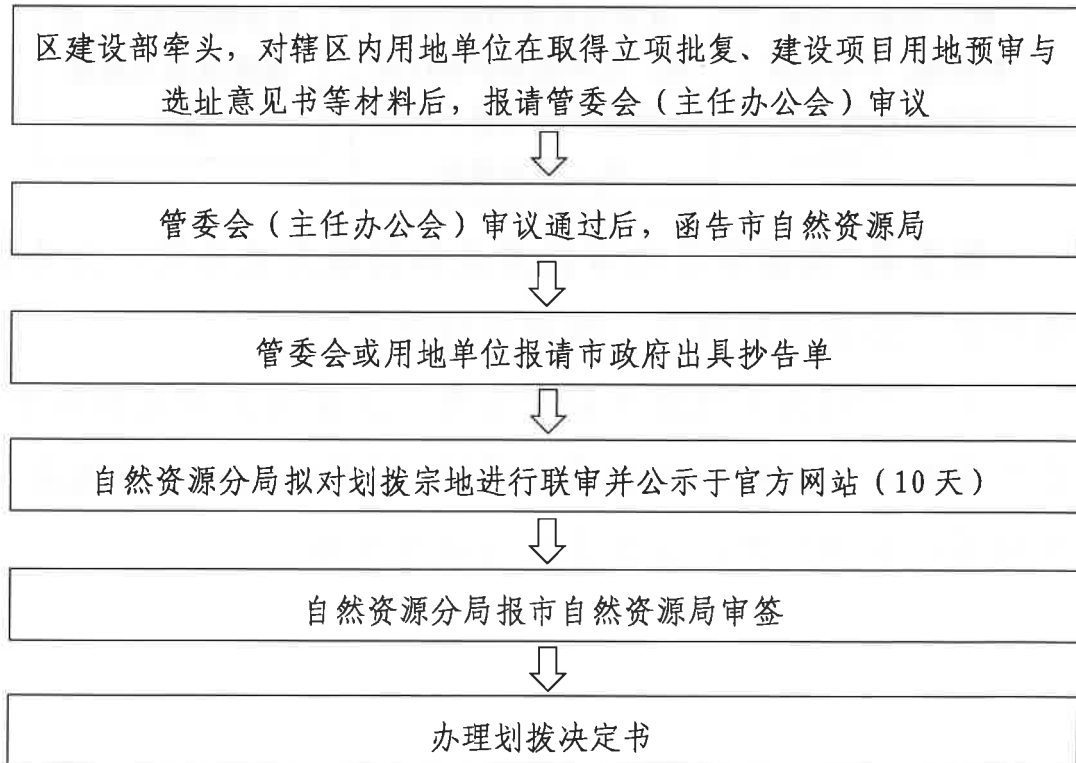 区建设部牵头，对辖区内用地单位在取得立项批复、建设项目用地预审与
选址意见书等材料后，报请管委会（主任办公会）审议
管委会（主任办公会）审议通过后，函告市自然资源局
管委会或用地单位报请市政府出具抄告单
自然资源分局拟对划拨宗地进行联审并公示于官方网站（10天）
自然资源分局报市自然资源局审签
办理划拨决定书